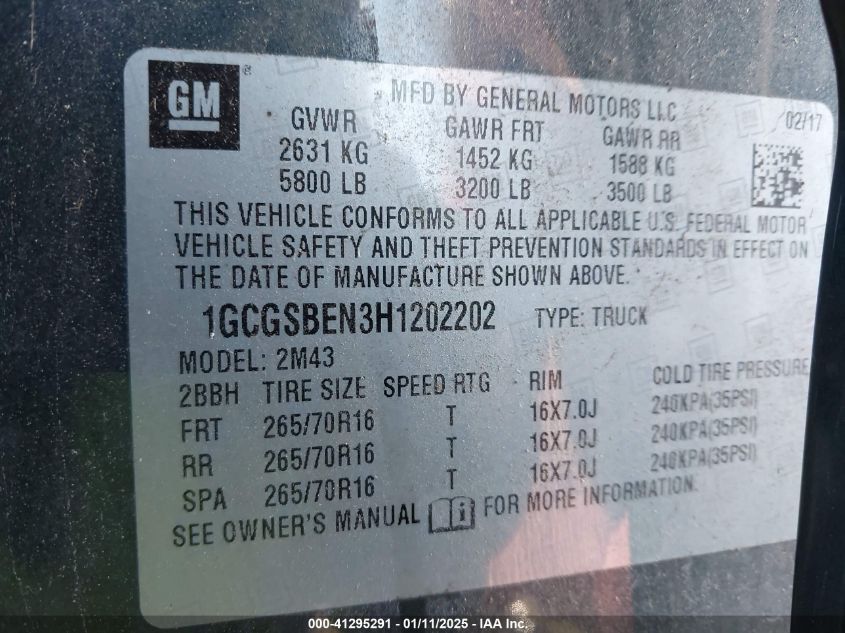 GM ®
MFD BY GENERAL MOTORS LLC
02/17
GVWR GAWR FRT GAWR RR
2631 KG 1452 KG 1588 KG
5800 LB 3200 LB 3500 LB
THIS VEHICLE CONFORMS TO ALL APPLICABLE U.S. FEDERAL MOTOR
VEHICLE SAFETY AND THEFT PREVENTION STANDARDS IN EFFECT ON
THE DATE OF MANUFACTURE SHOWN ABOVE.
1GCGSBEN3H1202202 TYPE: TRUCK
MODEL: 2M43
2BBH TIRE SIZE SPEED RTG RIM COLD TIRE PRESSURE
FRT 265/70R16 T 16X7.0J 240KPA(35PSI)
RR 265/70R16 T 16X7.0J 240KPA(35PSI)
SPA 265/70R16 T 16X7.0J 240KPA(35PSI)
SEE OWNER'S MANUAL FOR MORE INFORMATION.
000-41295291 - 01/11/2025 - IAA Inc.